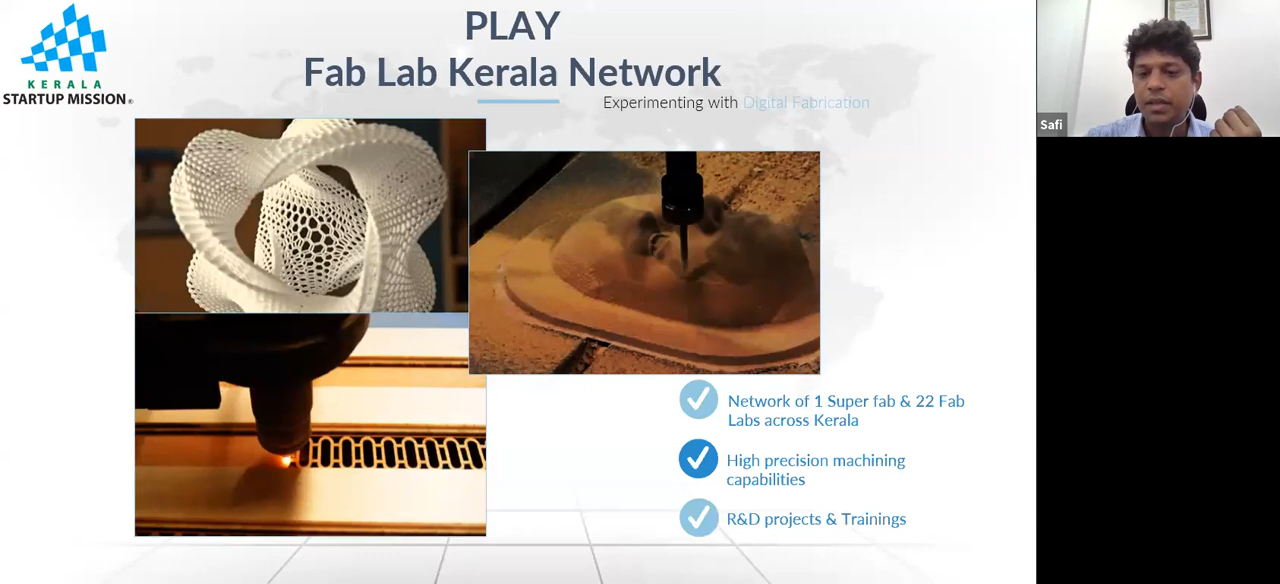 PLAY
Fab Lab Kerala Network
Experimenting with Digital Fabrication
KERALA
STARTUP MISSION®
Safi
Network of 1 Super fab & 22 Fab
Labs across Kerala
High precision machining
capabilities
R&D projects & Trainings